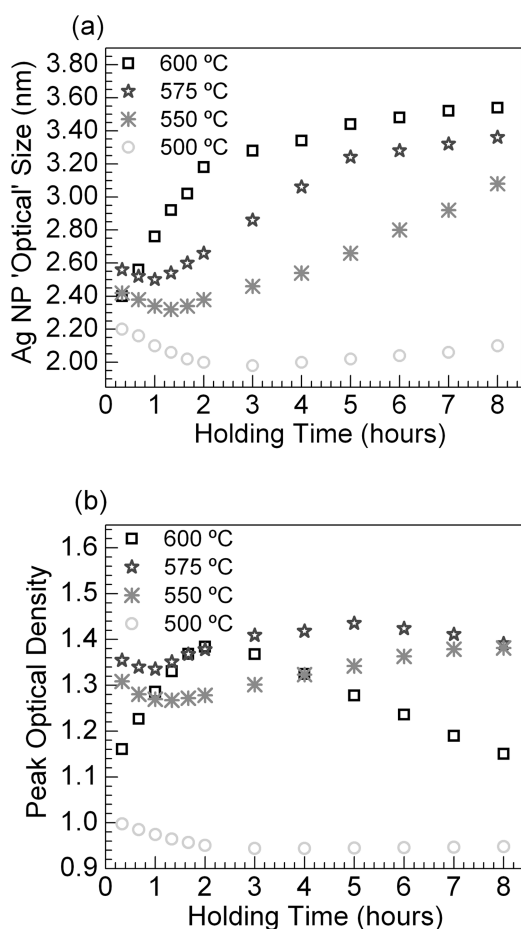 (a)
Ag NP 'Optical' Size (nm)
3.80
3.60
3.40
3.20
3.00
2.80
2.60
2.40
2.20
2.00
600 ºC
575 ºC
550 ºC
500 ºC
0 1 2 3 4 5 6 7 8
Holding Time (hours)
(b)
Peak Optical Density
1.6
1.5
1.4
1.3
1.2
1.1
1.0
0.9
600 ºC
575 ºC
550 ºC
500 ºC
0 1 2 3 4 5 6 7 8
Holding Time (hours)